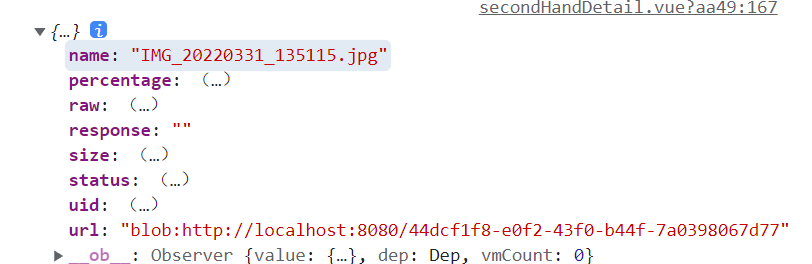 secondHandDetail.vue?aa49:167
▼{…} i
name: "IMG_20220331_135115.jpg"
percentage: (…)
raw: (…)
response: ""
size: (…)
status: (…)
uid: (…)
url: "blob:http://localhost:8080/44dcf1f8-e0f2-43f0-b44f-7a0398067d77"
▶__ob__: Observer {value: {…}, dep: Dep, vmCount: 0}